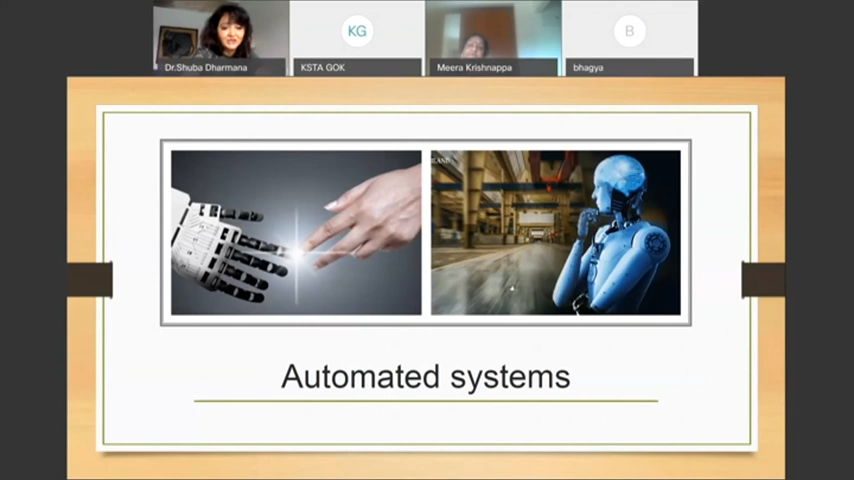 KG
B
Dr.Shuba Dharmana
KSTA GOK
Meera Krishnappa
bhagya
Automated systems